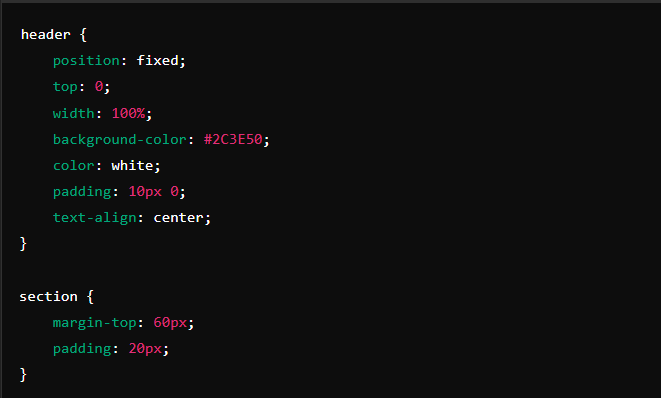 header {
    position: fixed;
    top: 0;
    width: 100%;
    background-color: #2C3E50;
    color: white;
    padding: 10px 0;
    text-align: center;
}

section {
    margin-top: 60px;
    padding: 20px;
}